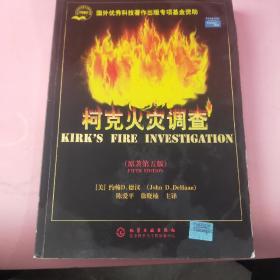 国外优秀科技著作出版专项基金资助
柯克火灾调查
KIRK'S FIRE INVESTIGATION
(原著第五版)
FIFTH EDITION
[美] 约翰D.德汉 (John D.DeHaan) 著
陈爱平 徐晓楠 主译
化学工业出版社